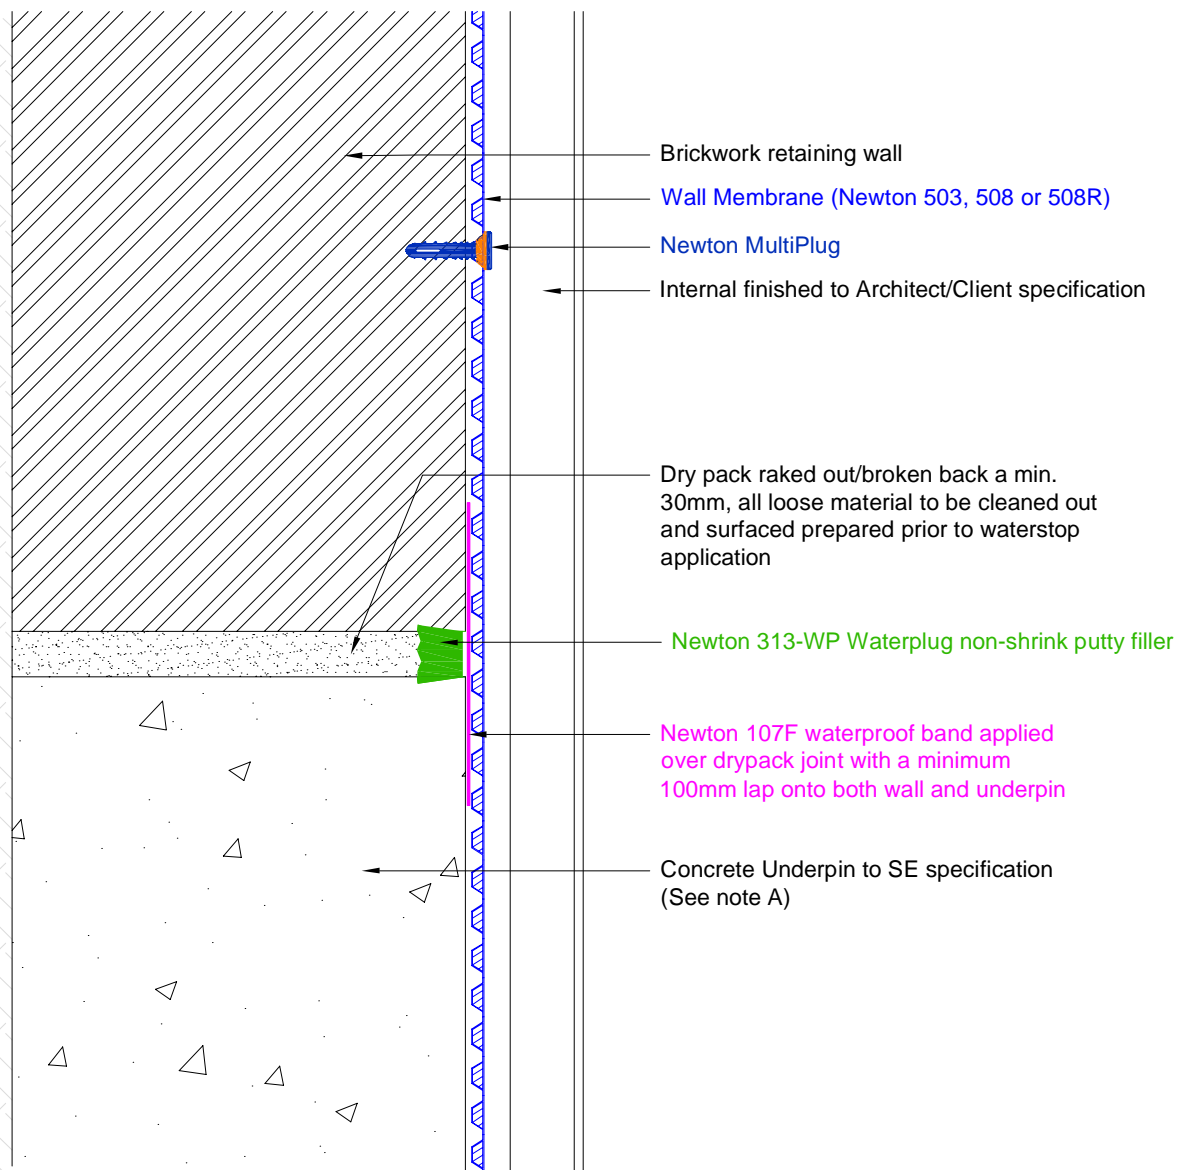 Brickwork retaining wall
Wall Membrane (Newton 503, 508 or 508R)
Newton MultiPlug
Internal finished to Architect/Client specification
Dry pack raked out/broken back a min.
30mm, all loose material to be cleaned out
and surfaced prepared prior to waterstop
application
Newton 313-WP Waterplug non-shrink putty filler
Newton 107F waterproof band applied
over drypack joint with a minimum
100mm lap onto both wall and underpin
Concrete Underpin to SE specification
(See note A)